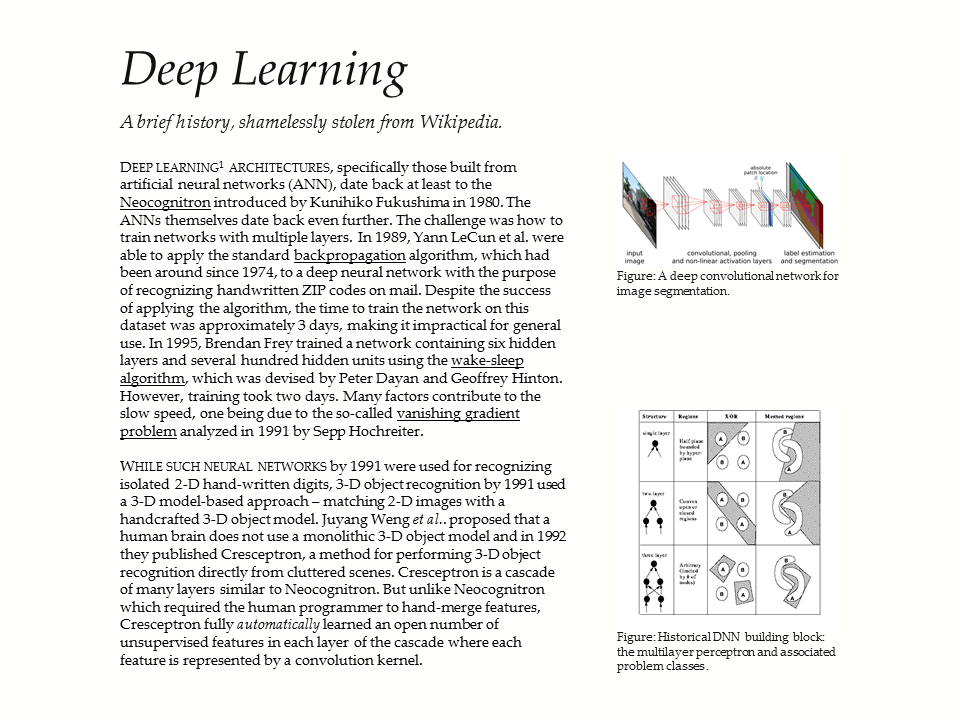 Deep Learning
A brief history, shamelessly stolen from Wikipedia.
DEEP LEARNING¹ ARCHITECTURES, specifically those built from
artificial neural networks (ANN), date back at least to the
Neocognitron introduced by Kunihiko Fukushima in 1980. The
ANNs themselves date back even further. The challenge was how to
train networks with multiple layers. In 1989, Yann LeCun et al. were
able to apply the standard backpropagation algorithm, which had
been around since 1974, to a deep neural network with the purpose
of recognizing handwritten ZIP codes on mail. Despite the success
of applying the algorithm, the time to train the network on this
dataset was approximately 3 days, making it impractical for general
use. In 1995, Brendan Frey trained a network containing six hidden
layers and several hundred hidden units using the wake-sleep
algorithm, which was devised by Peter Dayan and Geoffrey Hinton.
However, training took two days. Many factors contribute to the
slow speed, one being due to the so-called vanishing gradient
problem analyzed in 1991 by Sepp Hochreiter.
WHILE SUCH NEURAL NETWORKS by 1991 were used for recognizing
isolated 2-D hand-written digits, 3-D object recognition by 1991 used
a 3-D model-based approach – matching 2-D images with a
handcrafted 3-D object model. Juyang Weng et al.. proposed that a
human brain does not use a monolithic 3-D object model and in 1992
they published Cresceptron, a method for performing 3-D object
recognition directly from cluttered scenes. Cresceptron is a cascade
of many layers similar to Neocognitron. But unlike Neocognitron
which required the human programmer to hand-merge features,
Cresceptron fully automatically learned an open number of
unsupervised features in each layer of the cascade where each
feature is represented by a convolution kernel.
absolute
patch location
x y
input
image
convolutional, pooling
and non-linear activation layers
label estimation
and segmentation
Figure: A deep convolutional network for
image segmentation.
Structure Regions XOR Meshed regions
single layer
Half plane
bounded by
hyper-
plane
A B
B A
B
A
two layer
Convex
open or
closed
regions
A B
B A
B
A
three layer
Arbitrary
(limited
by # of
nodes)
A B
B A
B
A
Figure: Historical DNN building block:
the multilayer perceptron and associated
problem classes.